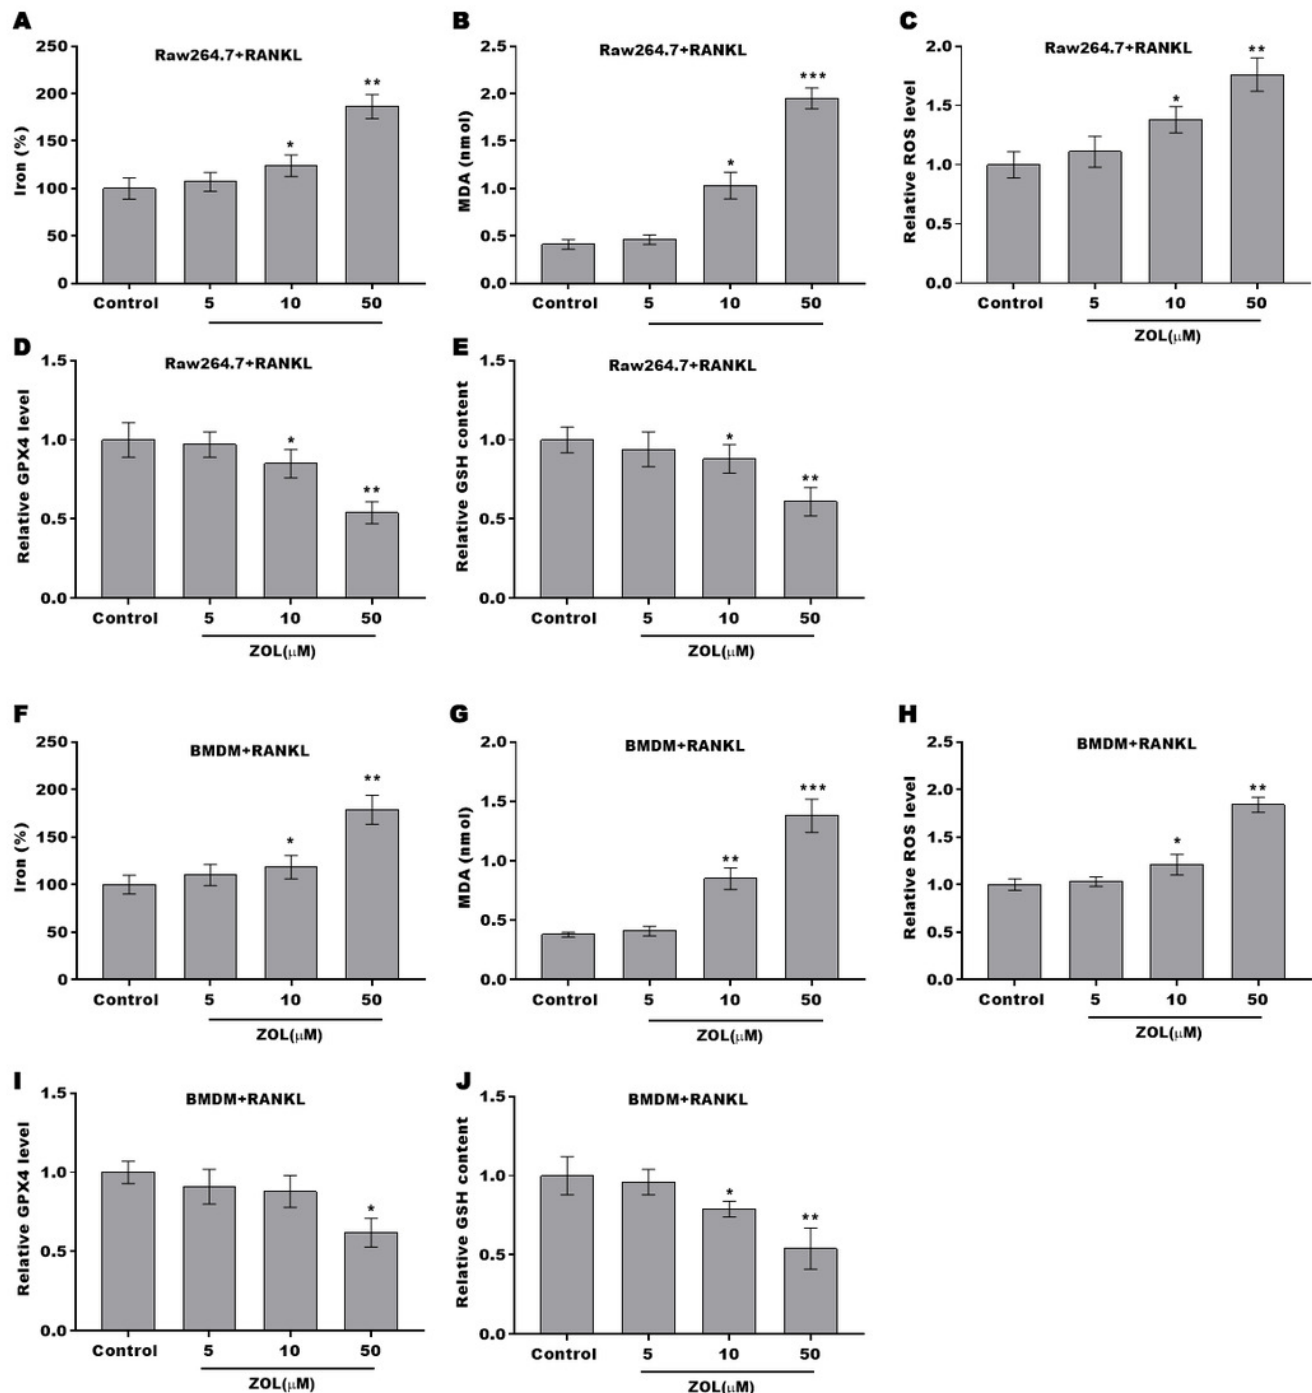 A
Raw264.7+RANKL
Iron (%)
250
200
150
100
50
0
*
**
Control 5 10 50
B
Raw264.7+RANKL
MDA (nmol)
2.5
2.0
1.5
1.0
0.5
0.0
*
***
Control 5 10 50
C
Raw264.7+RANKL
Relative ROS level
2.0
1.5
1.0
0.5
0.0
*
**
Control 5 10 50
ZOL(μM)
D
Raw264.7+RANKL
Relative GPX4 level
1.5
1.0
0.5
0.0
*
**
Control 5 10 50
ZOL(μM)
E
Raw264.7+RANKL
Relative GSH content
1.5
1.0
0.5
0.0
*
**
Control 5 10 50
ZOL(μM)
F
BMDM+RANKL
Iron (%)
250
200
150
100
50
0
*
**
Control 5 10 50
ZOL(μM)
G
BMDM+RANKL
MDA (nmol)
2.0
1.5
1.0
0.5
0.0
**
***
Control 5 10 50
ZOL(μM)
H
BMDM+RANKL
Relative ROS level
2.5
2.0
1.5
1.0
0.5
0.0
*
**
Control 5 10 50
ZOL(μM)
I
BMDM+RANKL
Relative GPX4 level
1.5
1.0
0.5
0.0
*
Control 5 10 50
ZOL(μM)
J
BMDM+RANKL
Relative GSH content
1.5
1.0
0.5
0.0
*
**
Control 5 10 50
ZOL(μM)